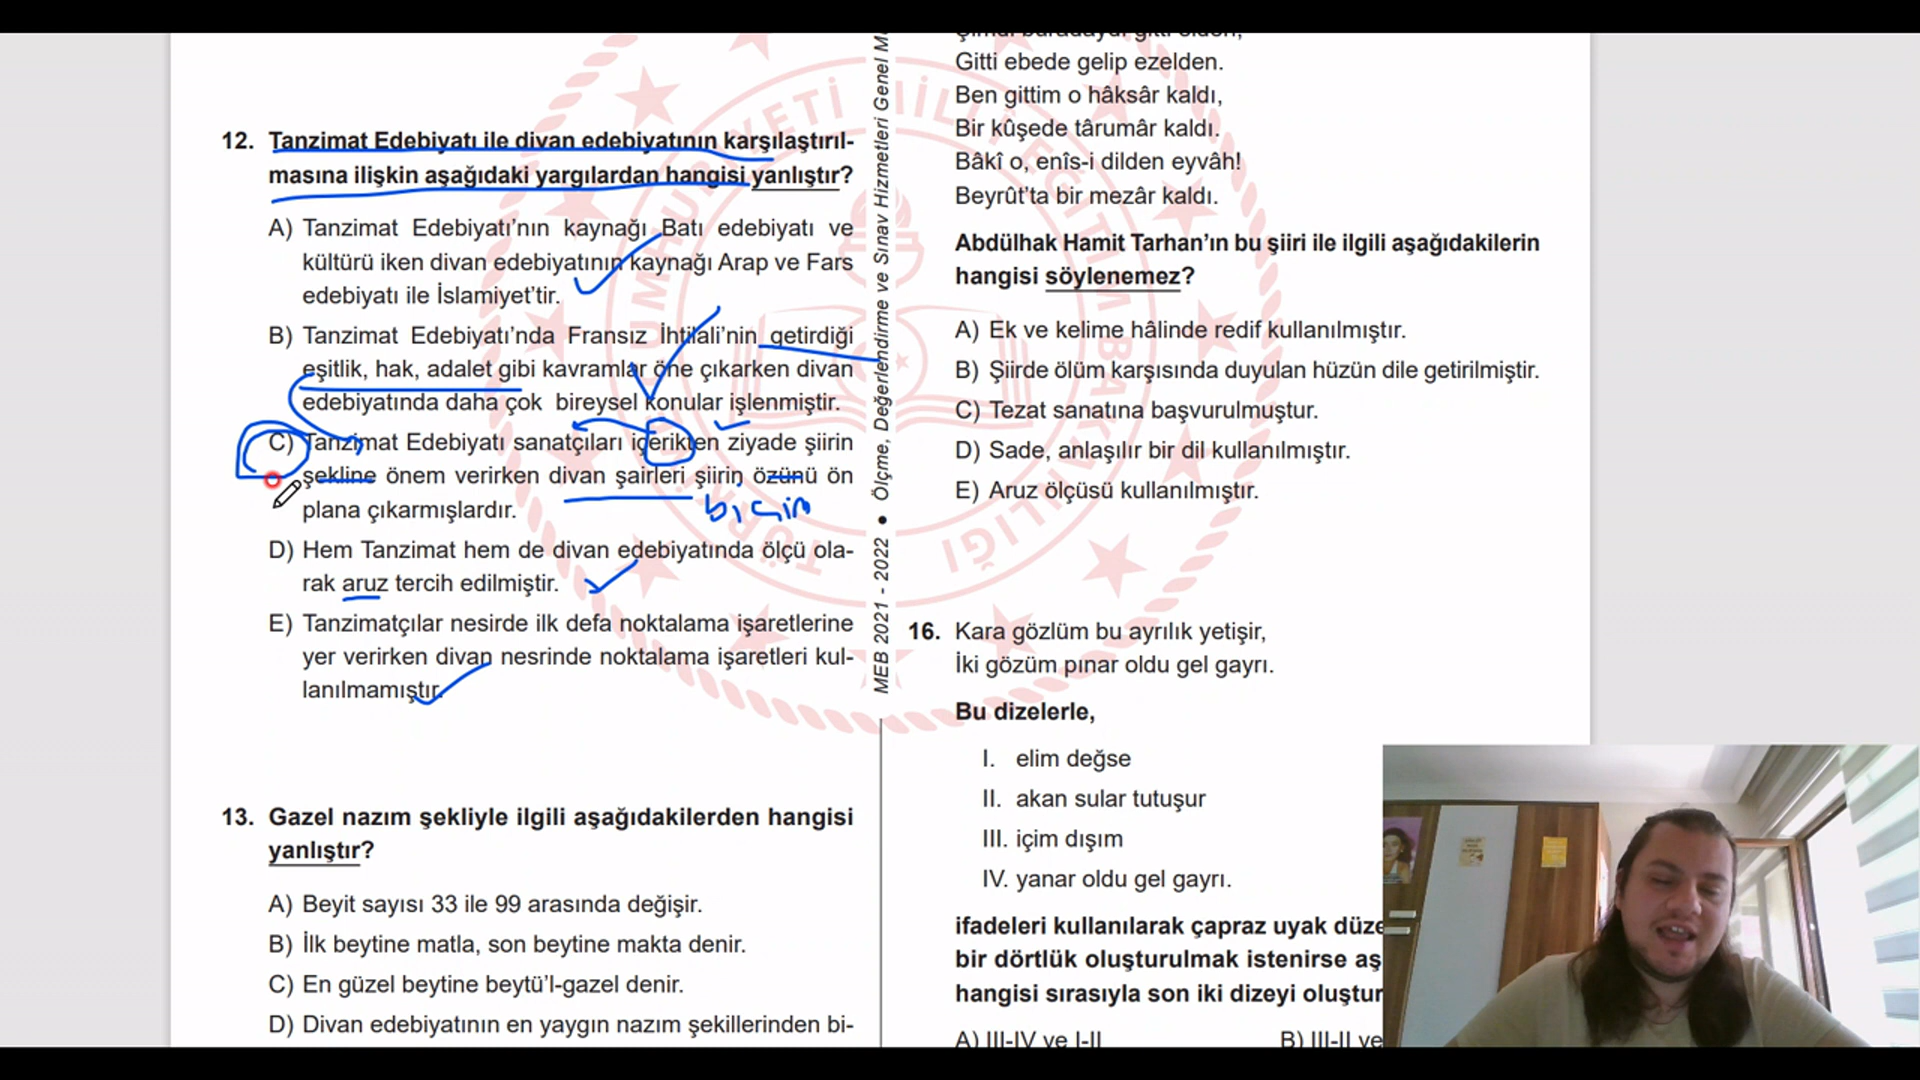 12. Tanzimat Edebiyatı ile divan edebiyatının karşılaştırıl-
masına ilişkin aşağıdaki yargılardan hangisi yanlıştır?
A) Tanzimat Edebiyatı’nın kaynağı Batı edebiyatı ve
kültürü iken divan edebiyatının kaynağı Arap ve Fars
edebiyatı ile İslamiyet’tir.
B) Tanzimat Edebiyatı’nda Fransız İhtilali’nin getirdiği
eşitlik, hak, adalet gibi kavramlar öne çıkarken divan
edebiyatında daha çok bireysel konular işlenmiştir.
C) Tanzimat Edebiyatı sanatçıları içerikten ziyade şiirin
şekline önem verirken divan şairleri şiirin özünü ön
plana çıkarmışlardır.
biçim
D) Hem Tanzimat hem de divan edebiyatında ölçü ola-
rak aruz tercih edilmiştir.
E) Tanzimatçılar nesirde ilk defa noktalama işaretlerine
yer verirken divan nesrinde noktalama işaretleri kul-
lanılmamıştır.
13. Gazel nazım şekliyle ilgili aşağıdakilerden hangisi
yanlıştır?
A) Beyit sayısı 33 ile 99 arasında değişir.
B) İlk beytine matla, son beytine makta denir.
C) En güzel beytine beytü’l-gazel denir.
D) Divan edebiyatının en yaygın nazım şekillerinden bi-
MEB 2021 - 2022 ● Ölçme, Değerlendirme ve Sınav Hizmetleri Genel
Gitti ebede gelip ezelden.
Ben gittim o hâksâr kaldı,
Bir kûşede târumâr kaldı.
Bâkî o, enîs-i dilden eyvâh!
Beyrût’ta bir mezâr kaldı.
Abdülhak Hamit Tarhan’ın bu şiiri ile ilgili aşağıdakilerin
hangisi söylenemez?
A) Ek ve kelime hâlinde redif kullanılmıştır.
B) Şiirde ölüm karşısında duyulan hüzün dile getirilmiştir.
C) Tezat sanatına başvurulmuştur.
D) Sade, anlaşılır bir dil kullanılmıştır.
E) Aruz ölçüsü kullanılmıştır.
16. Kara gözlüm bu ayrılık yetişir,
İki gözüm pınar oldu gel gayrı.
Bu dizelerle,
I. elim değse
II. akan sular tutuşur
III. içim dışım
IV. yanar oldu gel gayrı.
ifadeleri kullanılarak çapraz uyak düze
bir dörtlük oluşturulmak istenirse aş
hangisi sırasıyla son iki dizeyi oluştur
A) III-IV ve I-II
B) III-II ve